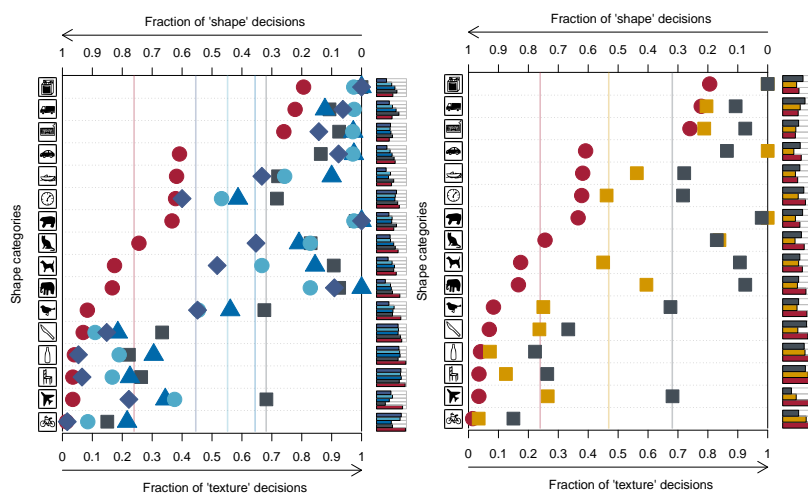 Fraction of 'shape' decisions
1 0.9 0.8 0.7 0.6 0.5 0.4 0.3 0.2 0.1 0
Shape categories
0 0.1 0.2 0.3 0.4 0.5 0.6 0.7 0.8 0.9 1
Fraction of 'texture' decisions
Fraction of 'shape' decisions
1 0.9 0.8 0.7 0.6 0.5 0.4 0.3 0.2 0.1 0
Shape categories
0 0.1 0.2 0.3 0.4 0.5 0.6 0.7 0.8 0.9 1
Fraction of 'texture' decisions